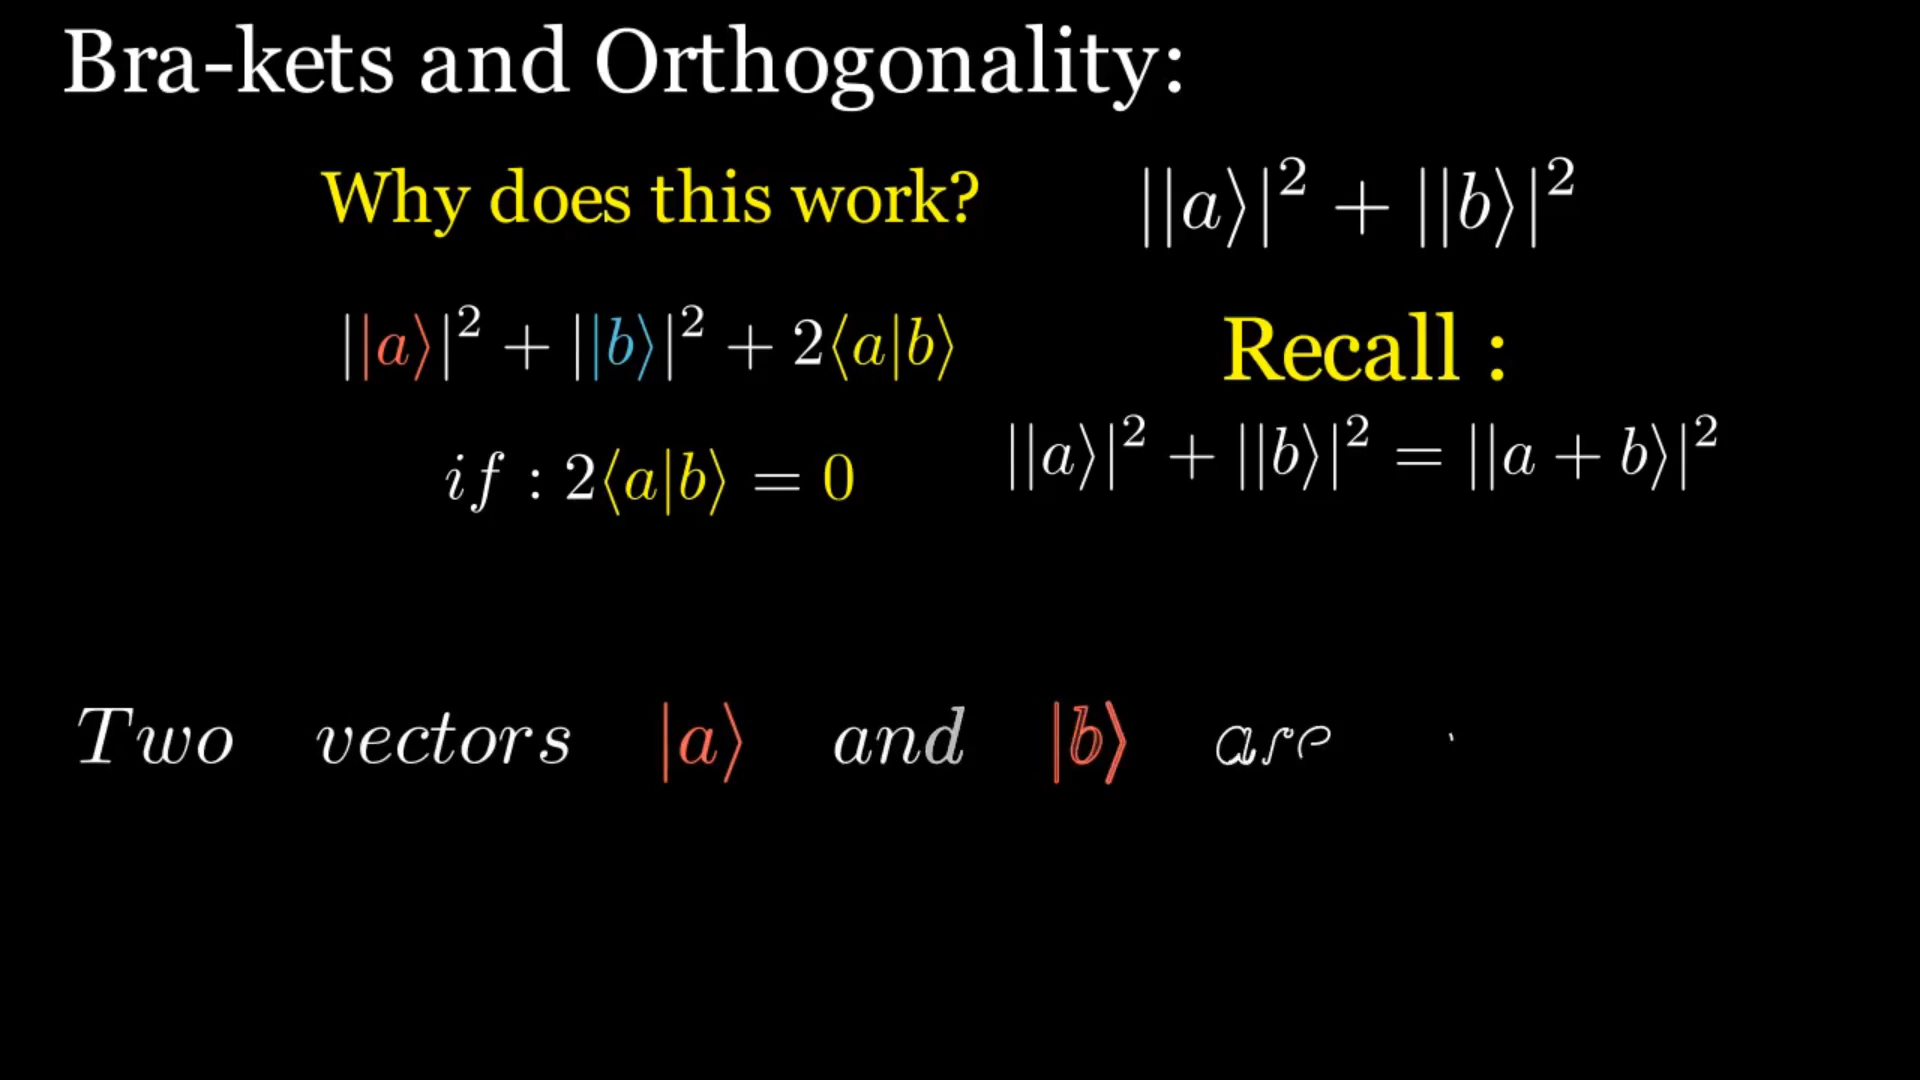 Bra-kets and Orthogonality:
Why does this work?
||a⟩|² + ||b⟩|²
||a⟩|² + ||b⟩|² + 2⟨a|b⟩
Recall :
if : 2⟨a|b⟩ = 0
||a⟩|² + ||b⟩|² = ||a + b⟩|²
Two vectors |a⟩ and |b⟩ are